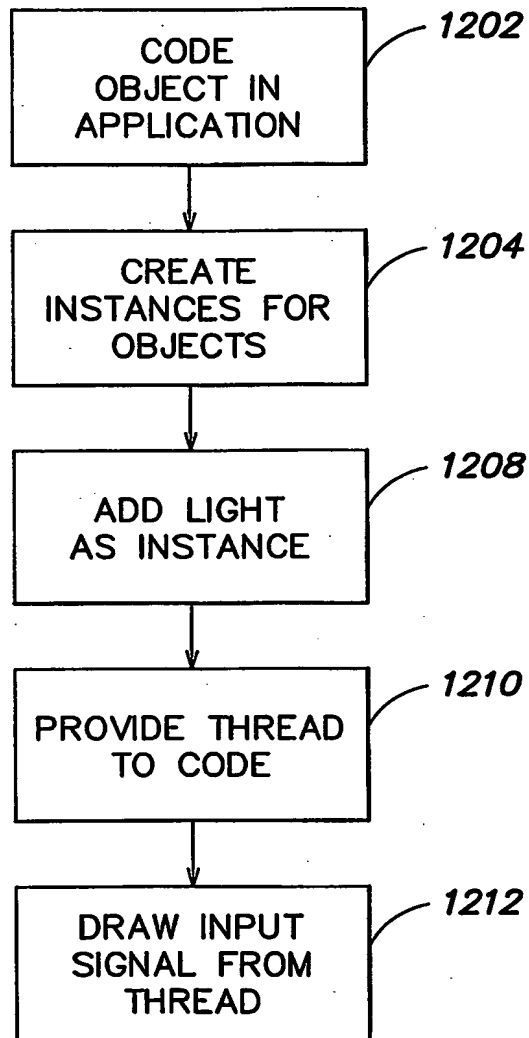 CODE
OBJECT IN
APPLICATION
1202
CREATE
INSTANCES FOR
OBJECTS
1204
ADD LIGHT
AS INSTANCE
1208
PROVIDE THREAD
TO CODE
1210
DRAW INPUT
SIGNAL FROM
THREAD
1212